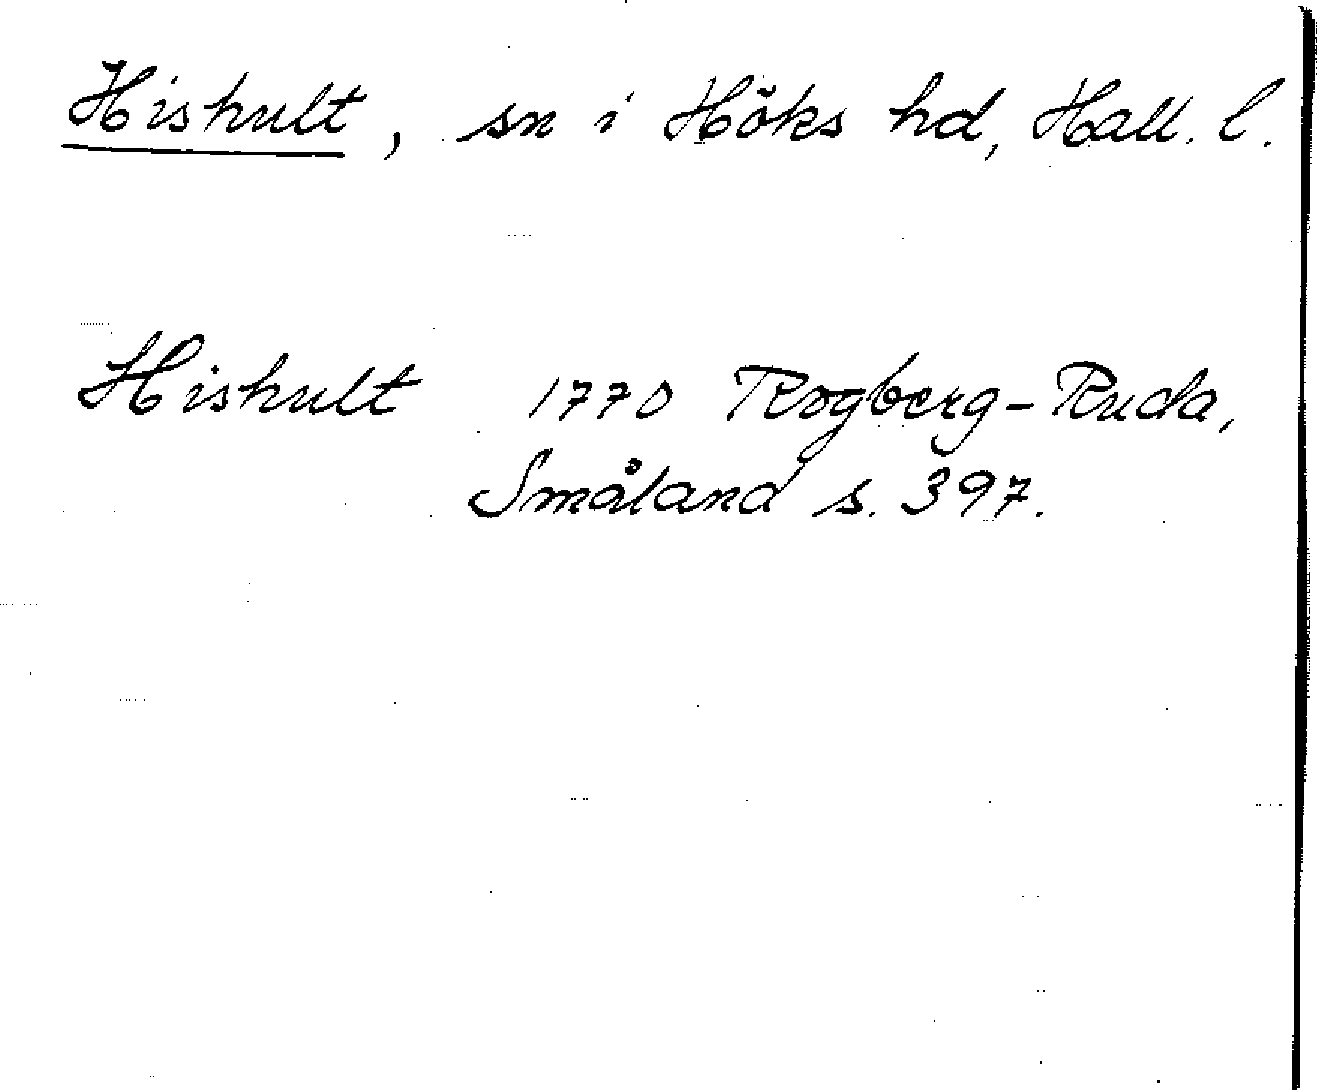 Hishult, sn i Höks hd, Hall. l.
Hishult 1770 Rogberg-Ruda,
Småland s. 397.